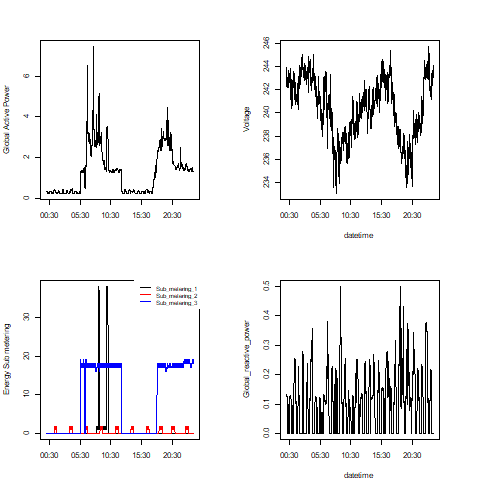 Global Active Power
0 2 4 6
00:30 05:30 10:30 15:30 20:30
Voltage
234 236 238 240 242 244 246
00:30 05:30 10:30 15:30 20:30
datetime
Energy Sub metering
0 10 20 30
Sub_metering_1
Sub_metering_2
Sub_metering_3
00:30 05:30 10:30 15:30 20:30
Global_reactive_power
0.0 0.1 0.2 0.3 0.4 0.5
00:30 05:30 10:30 15:30 20:30
datetime